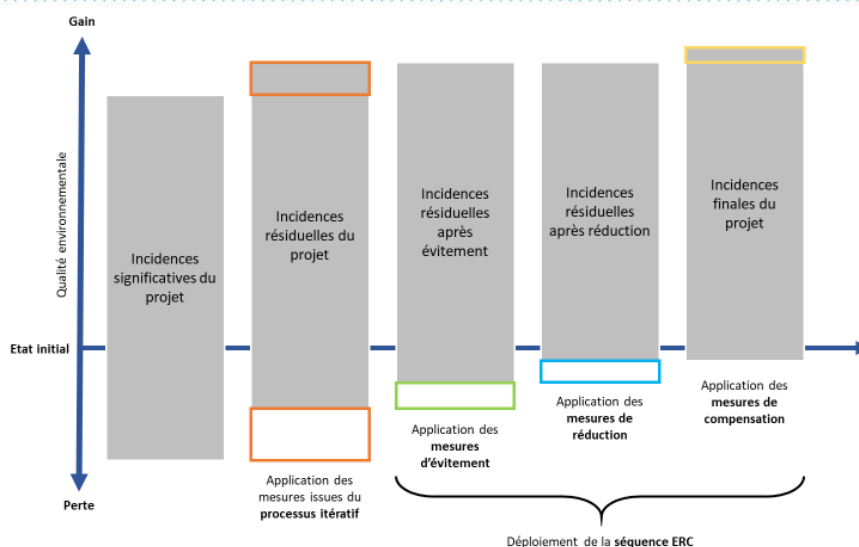 Gain
Qualité environnementale
Etat initial
Perte
Incidences
significatives du
projet
Incidences
résiduelles du
projet
Incidences
résiduelles
après
évitement
Incidences
résiduelles
après réduction
Incidences
finales du
projet
Application des
mesures issues du
processus itératif
Application des
mesures
d'évitement
Application des
mesures de
réduction
Application des
mesures de
compensation
Déploiement de la séquence ERC